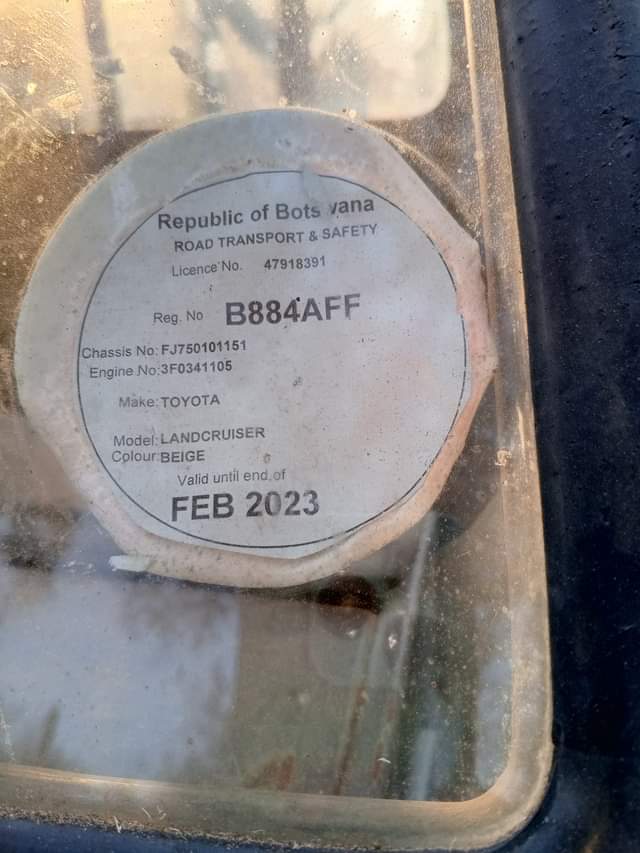 Republic of Botswana
ROAD TRANSPORT & SAFETY
Licence No. 47918391
Reg. No B884AFF
Chassis No: FJ750101151
Engine No: 3F0341105
Make: TOYOTA
Model: LANDCRUISER
Colour: BEIGE
Valid until end of
FEB 2023